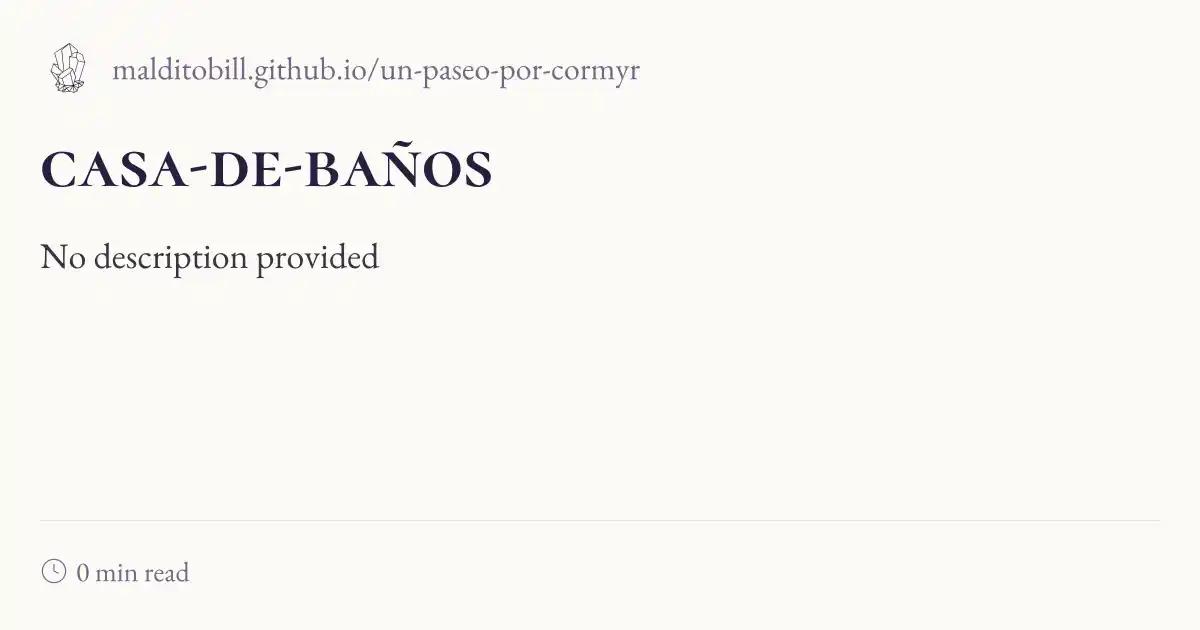 malditobill.github.io/un-paseo-por-cormyr
CASA-DE-BAÑOS
No description provided
0 min read